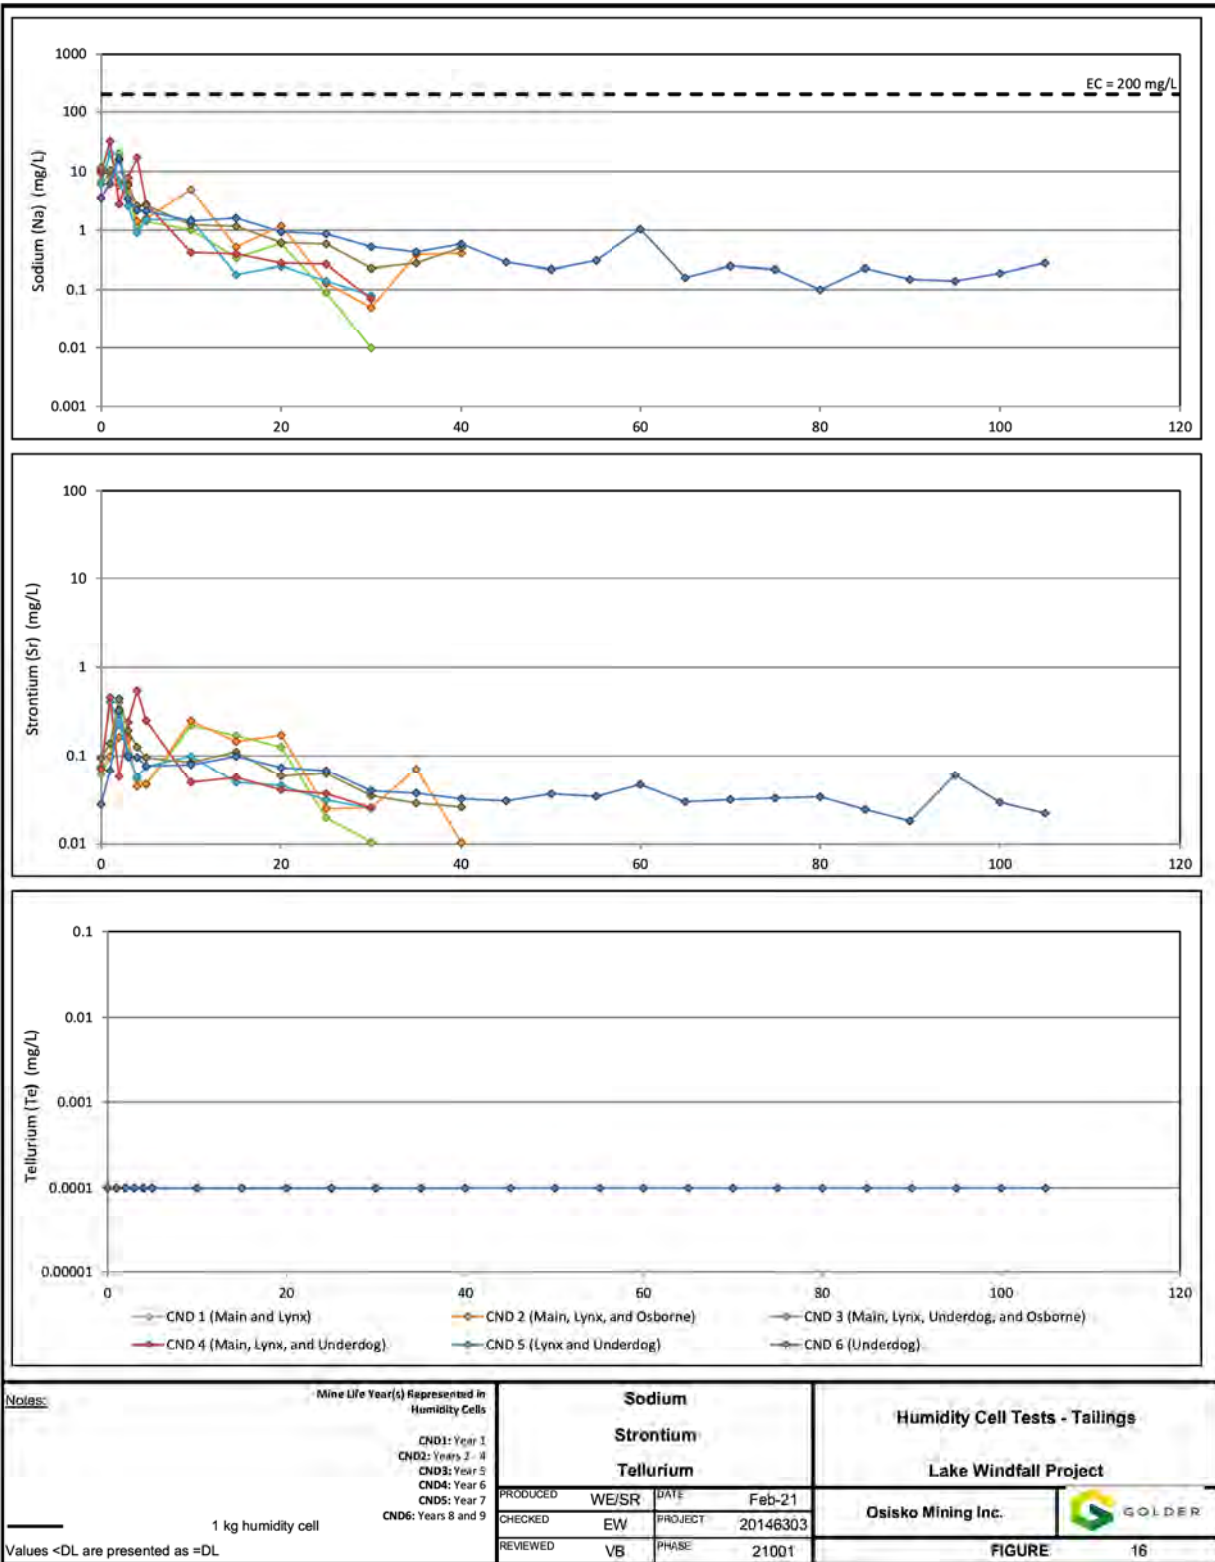 1000
100
10
1
0.1
0.01
0.001
Sodium (Na) (mg/L)
EC = 200 mg/L
0 20 40 60 80 100 120
100
10
1
0.1
0.01
Strontium (Sr) (mg/L)
0 20 40 60 80 100 120
0.1
0.01
0.001
0.0001
0.00001
Tellurium (Te) (mg/L)
0 20 40 60 80 100 120
CND 1 (Main and Lynx) CND 2 (Main, Lynx, and Osborne) CND 3 (Main, Lynx, Underdog, and Osborne)
CND 4 (Main, Lynx, and Underdog) CND 5 (Lynx and Underdog) CND 6 (Underdog)
Notes:
Mine Life Year(s) Represented in
Humidity Cells
CND1: Year 1
CND2: Years 2 - 4
CND3: Year 5
CND4: Year 6
CND5: Year 7
CND6: Years 8 and 9
1 kg humidity cell
Values <DL are presented as =DL
Sodium
Strontium
Tellurium
PRODUCED WE/SR DATE Feb-21
CHECKED EW PROJECT 20146303
REVIEWED VB PHASE 21001
Humidity Cell Tests - Tailings
Lake Windfall Project
Osisko Mining Inc.
GOLDER
FIGURE 16